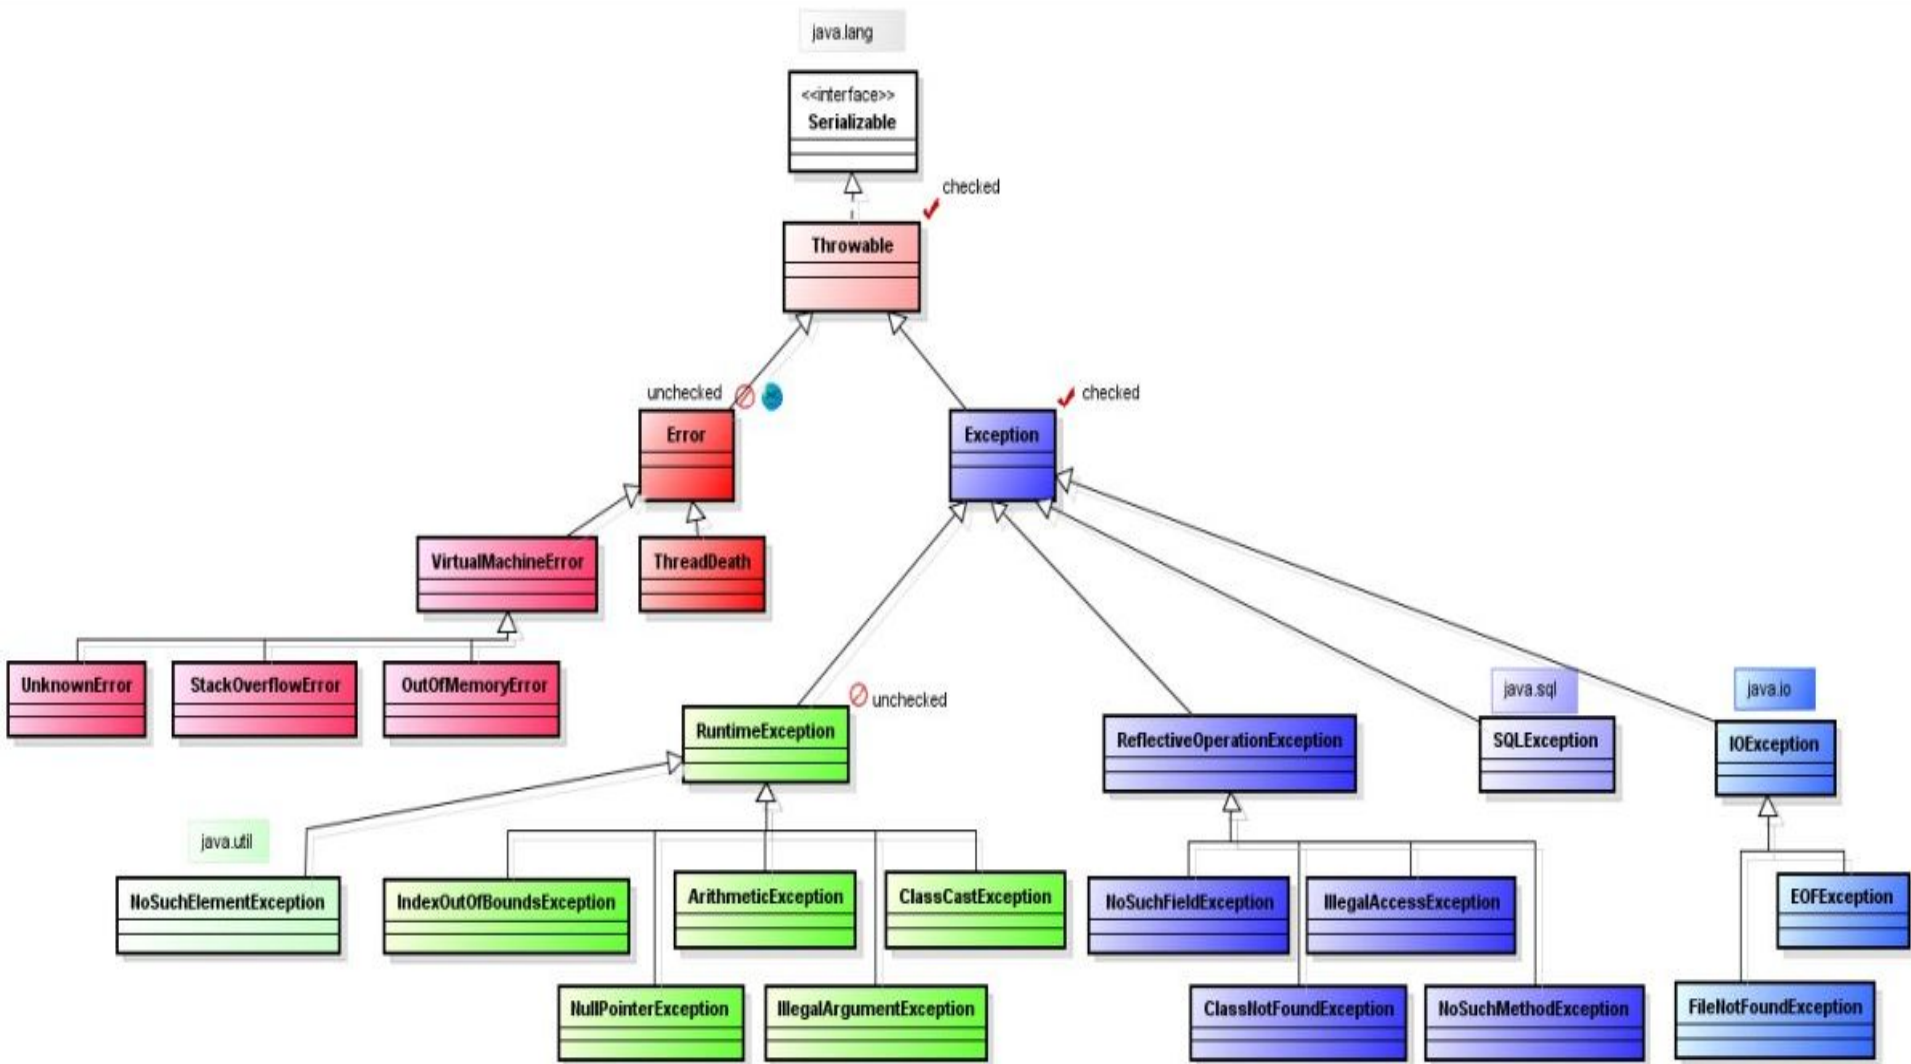 java.lang
<<interface>>
Serializable
checked
Throwable
unchecked
checked
Error
Exception
VirtualMachineError
ThreadDeath
UnknownError
StackOverflowError
OutOfMemoryError
unchecked
java.sql
java.io
RuntimeException
ReflectiveOperationException
SQLException
IOException
java.util
NoSuchElementException
IndexOutOfBoundsException
ArithmeticException
ClassCastException
NoSuchFieldException
IllegalAccessException
EOFException
NullPointerException
IllegalArgumentException
ClassNotFoundException
NoSuchMethodException
FileNotFoundException